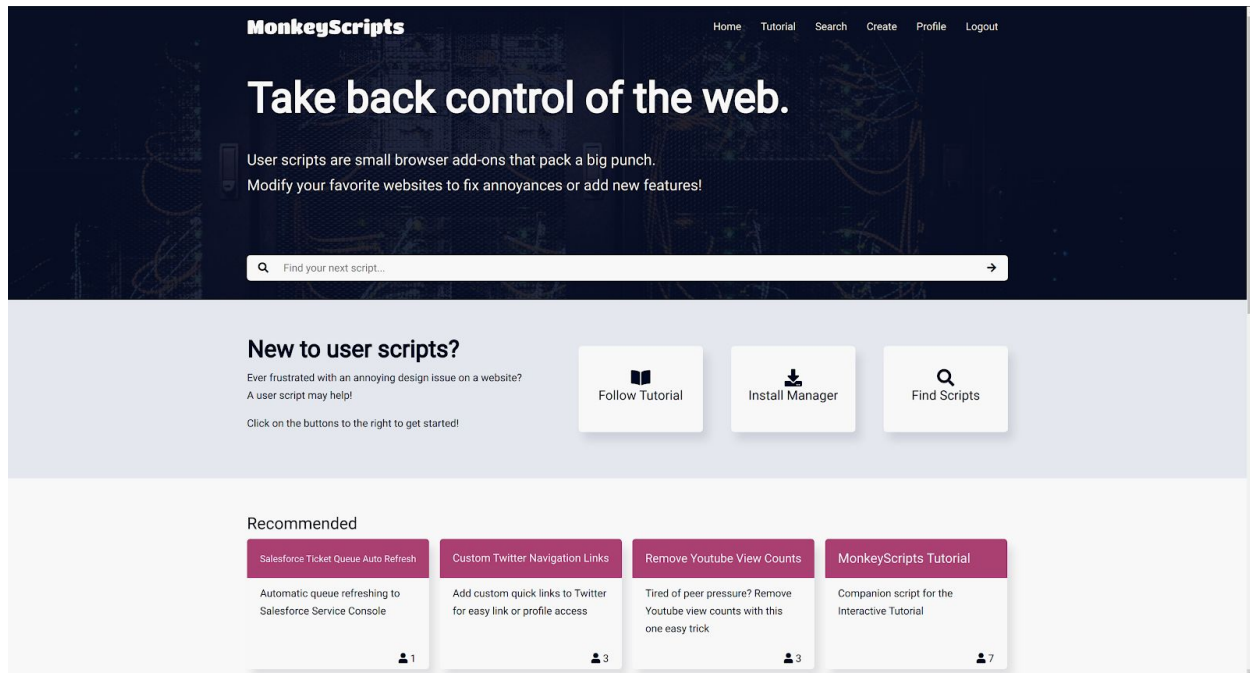 MonkeyScripts
Home Tutorial Search Create Profile Logout
Take back control of the web.
User scripts are small browser add-ons that pack a big punch.
Modify your favorite websites to fix annoyances or add new features!
Find your next script...
New to user scripts?
Ever frustrated with an annoying design issue on a website?
A user script may help!
Click on the buttons to the right to get started!
Follow Tutorial
Install Manager
Find Scripts
Recommended
Salesforce Ticket Queue Auto Refresh
Automatic queue refreshing to
Salesforce Service Console
1
Custom Twitter Navigation Links
Add custom quick links to Twitter
for easy link or profile access
3
Remove Youtube View Counts
Tired of peer pressure? Remove
Youtube view counts with this
one easy trick
3
MonkeyScripts Tutorial
Companion script for the
Interactive Tutorial
7